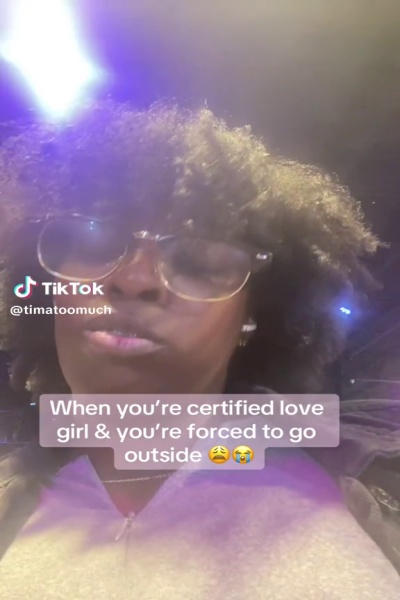 TikTok
@timatoomuch
When you're certified love
girl & you're forced to go
outside 😩😭